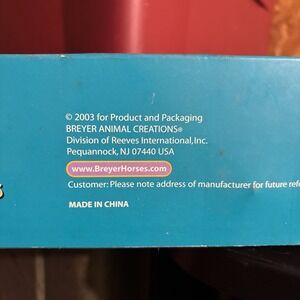 © 2003 for Product and Packaging
BREYER ANIMAL CREATIONS®
Division of Reeves International, Inc.
Pequannock, NJ 07440 USA
www.BreyerHorses.com
Customer: Please note address of manufacturer for future
MADE IN CHINA